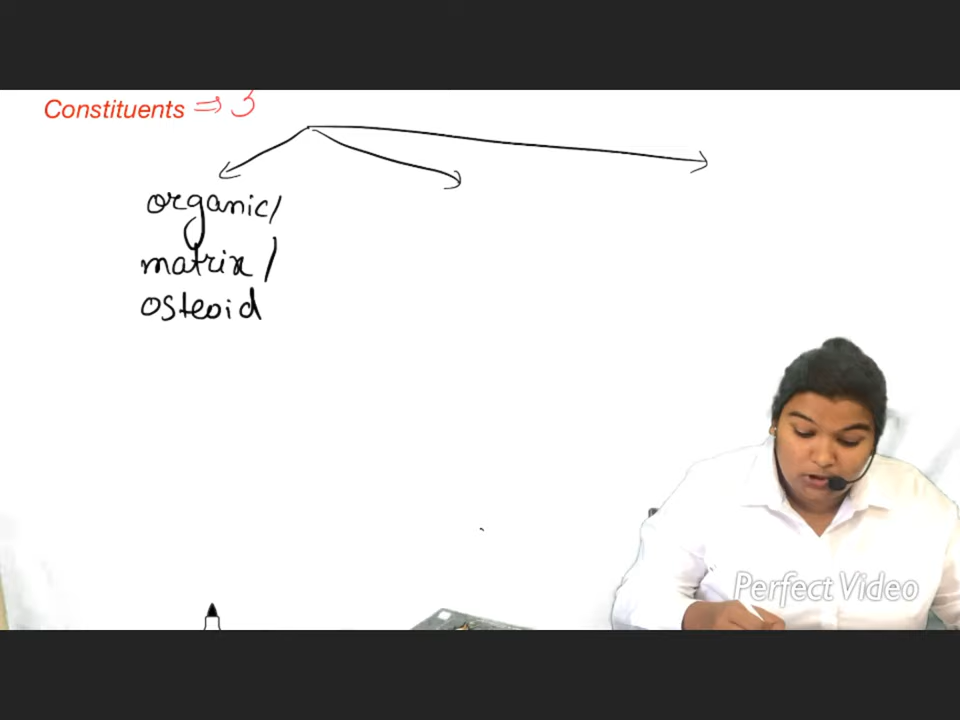 Constituents ⇒ 3
organic/
matrix /
osteoid
Perfect Video